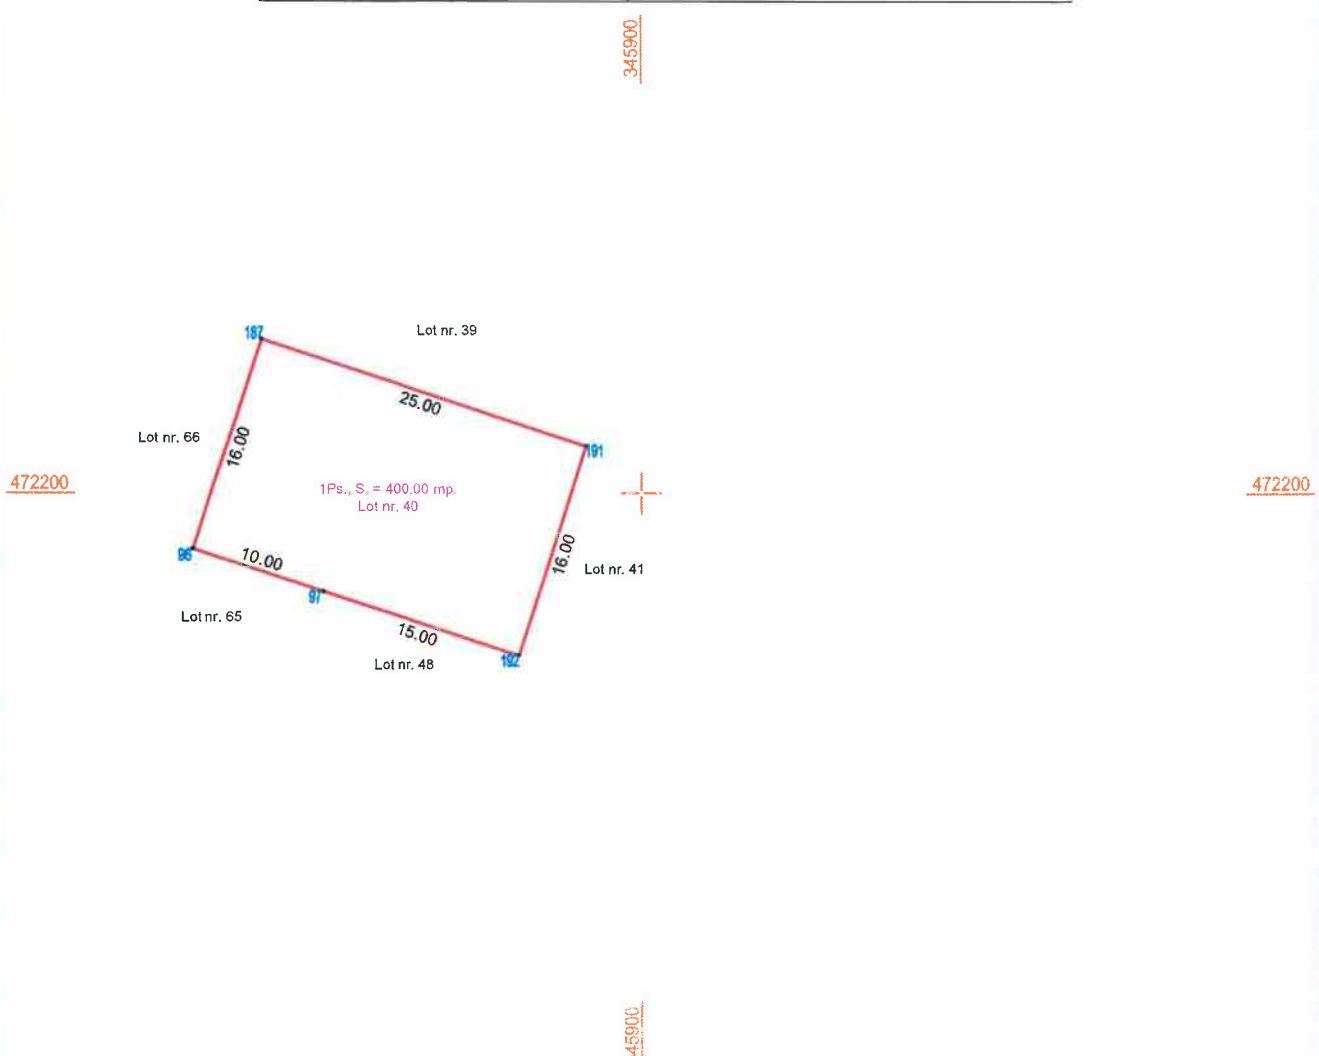 345900
187
Lot nr. 39
25.00
Lot nr. 66
16.00
191
472200
1Ps., S. = 400.00 mp.
Lot nr. 40
472200
96
10.00
16.00
Lot nr. 41
97
Lot nr. 65
15.00
192
Lot nr. 48
45900